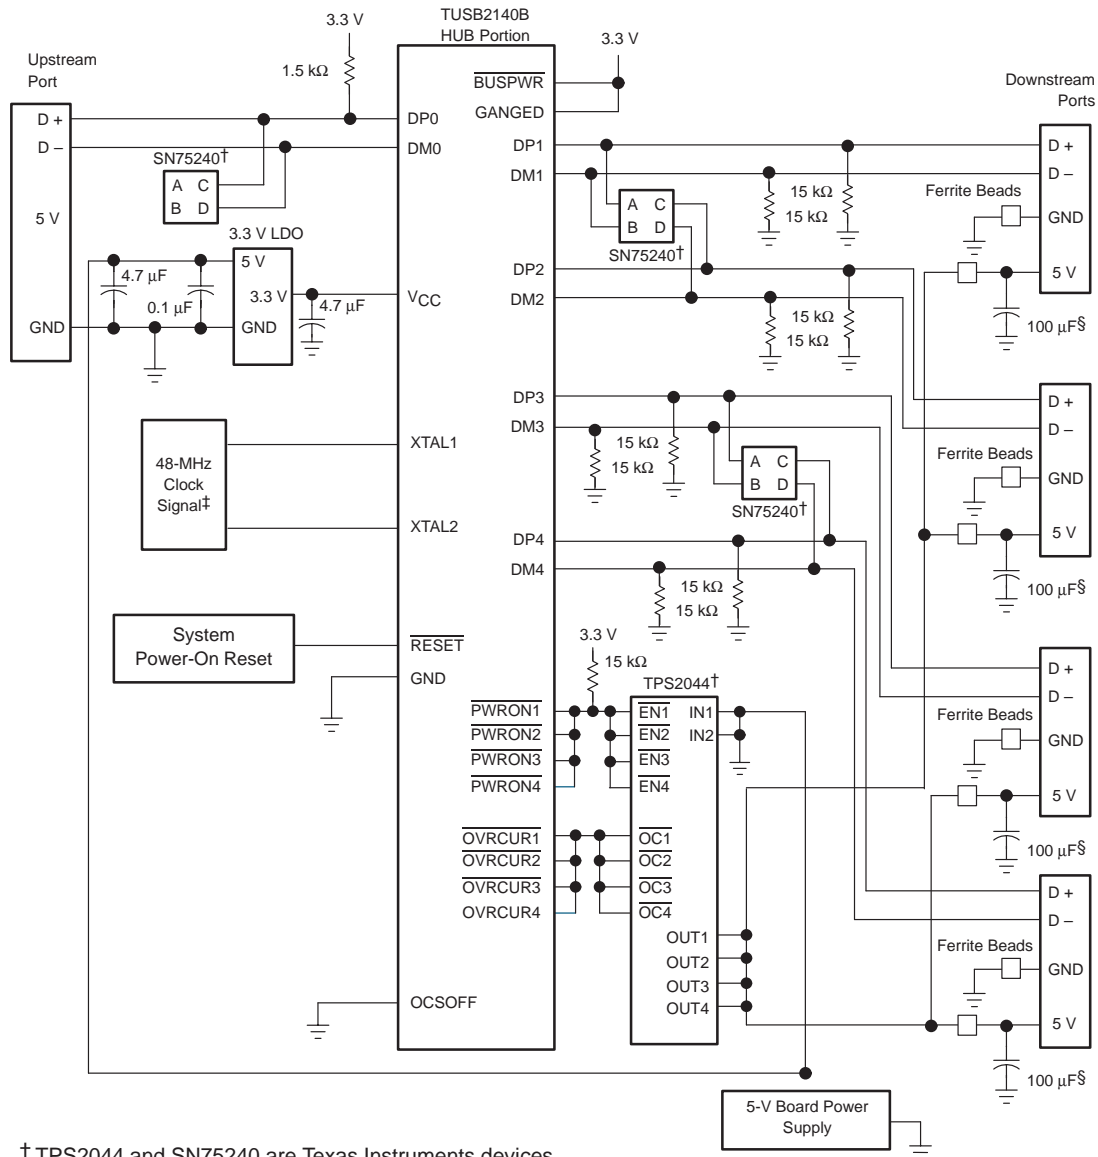 TUSB2140B
HUB Portion
3.3 V
3.3 V
1.5 kΩ
Upstream
Port
Downstream
Ports
BUSPWR
GANGED
D +
DP0
D –
DM0
SN75240†
A C
B D
5 V
3.3 V LDO
5 V
4.7 µF
0.1 µF
3.3 V
4.7 µF
VCC
GND
GND
DP1
DM1
15 kΩ
15 kΩ
A C
B D
SN75240†
DP2
DM2
15 kΩ
15 kΩ
D +
D –
Ferrite Beads
GND
5 V
100 µF§
DP3
DM3
15 kΩ
15 kΩ
A C
B D
SN75240†
DP4
DM4
15 kΩ
15 kΩ
D +
D –
Ferrite Beads
GND
5 V
100 µF§
48-MHz
Clock
Signal‡
XTAL1
XTAL2
System
Power-On Reset
RESET
GND
3.3 V
15 kΩ
TPS2044†
PWRON1
PWRON2
PWRON3
PWRON4
EN1
EN2
EN3
EN4
IN1
IN2
OVRCUR1
OVRCUR2
OVRCUR3
OVRCUR4
OC1
OC2
OC3
OC4
OUT1
OUT2
OUT3
OUT4
OCSOFF
D +
D –
Ferrite Beads
GND
5 V
100 µF§
D +
D –
Ferrite Beads
GND
5 V
100 µF§
5-V Board Power
Supply
† TPS2044 and SN75240 are Texas Instruments devices